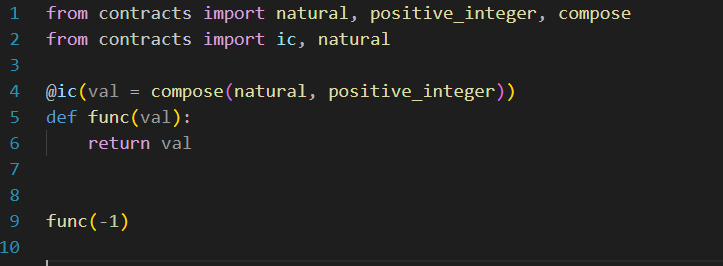 1 from contracts import natural, positive_integer, compose
2 from contracts import ic, natural
3
4 @ic(val = compose(natural, positive_integer))
5 def func(val):
6     return val
7
8
9 func(-1)
10